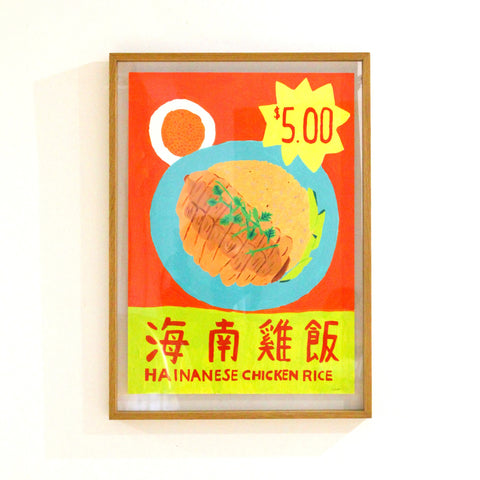 $5.00
海南雞飯
HAINANESE CHICKEN RICE